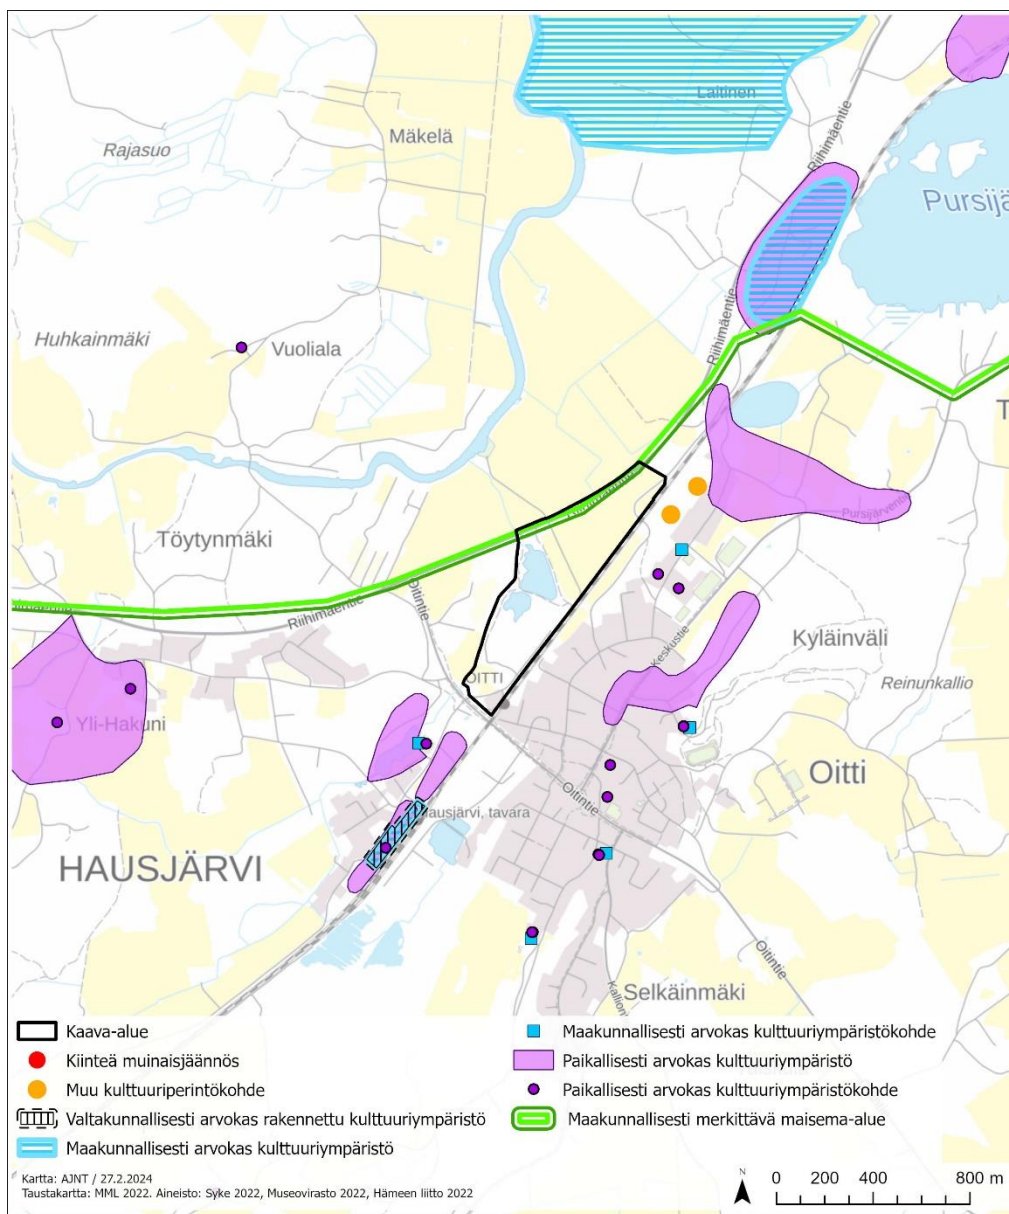 Laitinen
Mäkelä
Rajasuo
Riihimäentie
Pursijä
Riihimäentie
Huhkainmäki
Vuoliala
T
Pursijärventie
Töytynmäki
Oitintie
Riihimäentie
Keskustie
Kyläinväli
OITTI
Reinunkallio
Yli-Hakuni
Oitti
Oitintie
Hausjärvi, tavara
HAUSJÄRVI
Oitintie
Selkäinmäki
Kalliom
Kaava-alue
Kiinteä muinaisjäännös
Muu kulttuuriperintökohde
Valtakunnallisesti arvokas rakennettu kulttuuriympäristö
Maakunnallisesti arvokas kulttuuriympäristö
Maakunnallisesti arvokas kulttuuriympäristökohde
Paikallisesti arvokas kulttuuriympäristö
Paikallisesti arvokas kulttuuriympäristökohde
Maakunnallisesti merkittävä maisema-alue
Kartta: AJNT / 27.2.2024
Taustakartta: MML 2022. Aineisto: Syke 2022, Museovirasto 2022, Hämeen liitto 2022
N
0 200 400 800 m